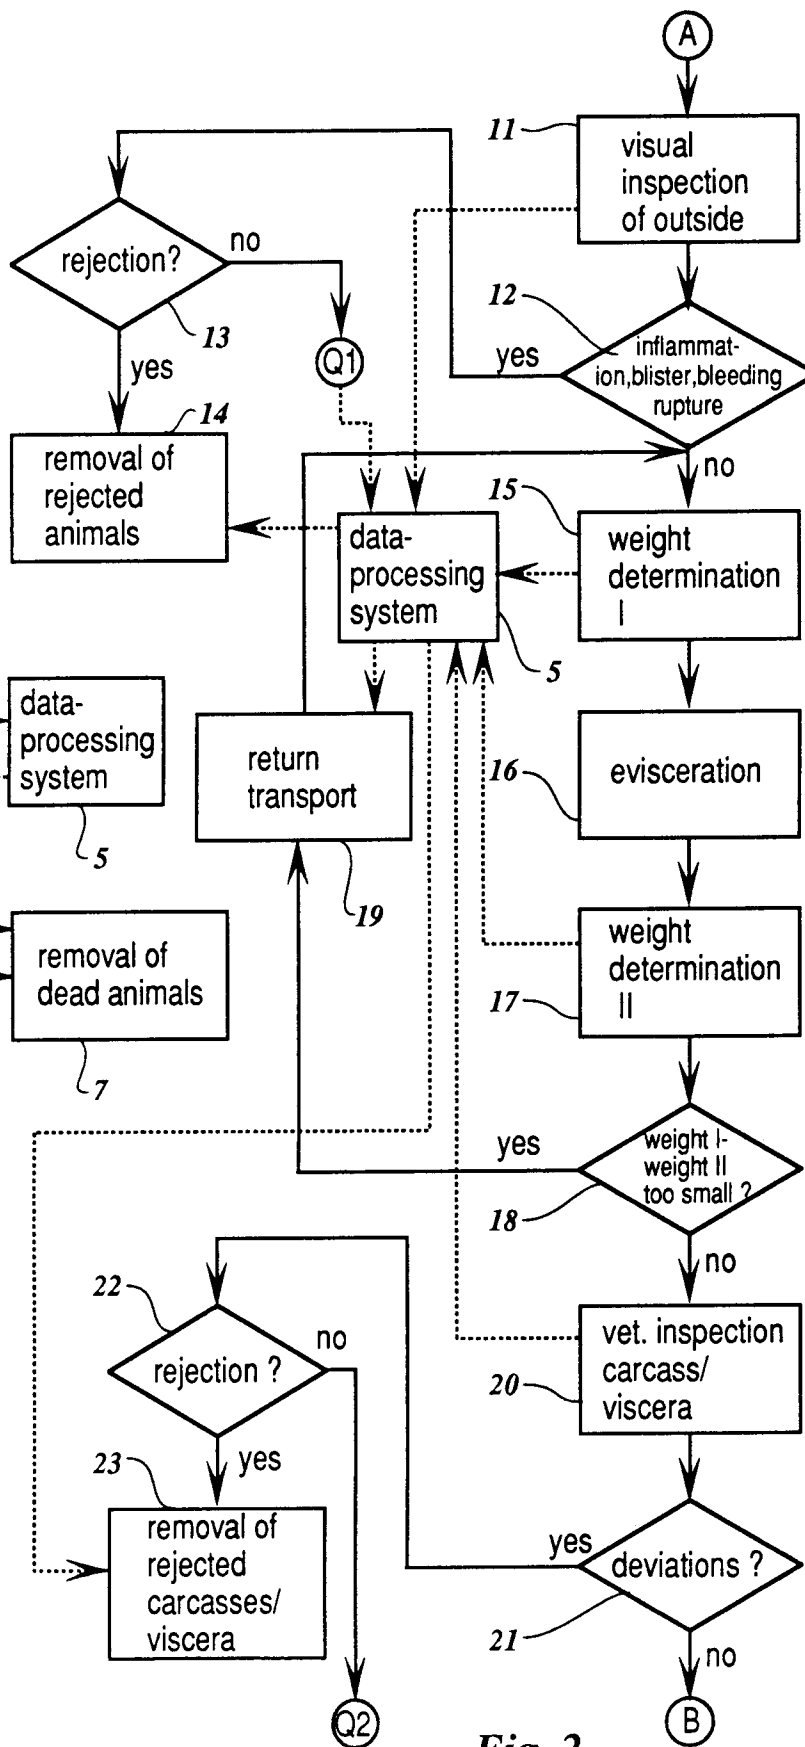 A
11
visual
inspection
of outside
12
inflammat-
ion,blister,bleeding
rupture
yes
no
rejection?
no
13
yes
Q1
14
removal of
rejected
animals
data-
processing
system
5
15
weight
determination
I
data-
processing
system
5
return
transport
19
16
evisceration
removal of
dead animals
7
17
weight
determination
II
yes
weight I-
weight II
too small ?
18
no
22
rejection ?
no
yes
20
vet. inspection
carcass/
viscera
23
removal of
rejected
carcasses/
viscera
yes
deviations ?
21
no
Q2
B
Fig. 2